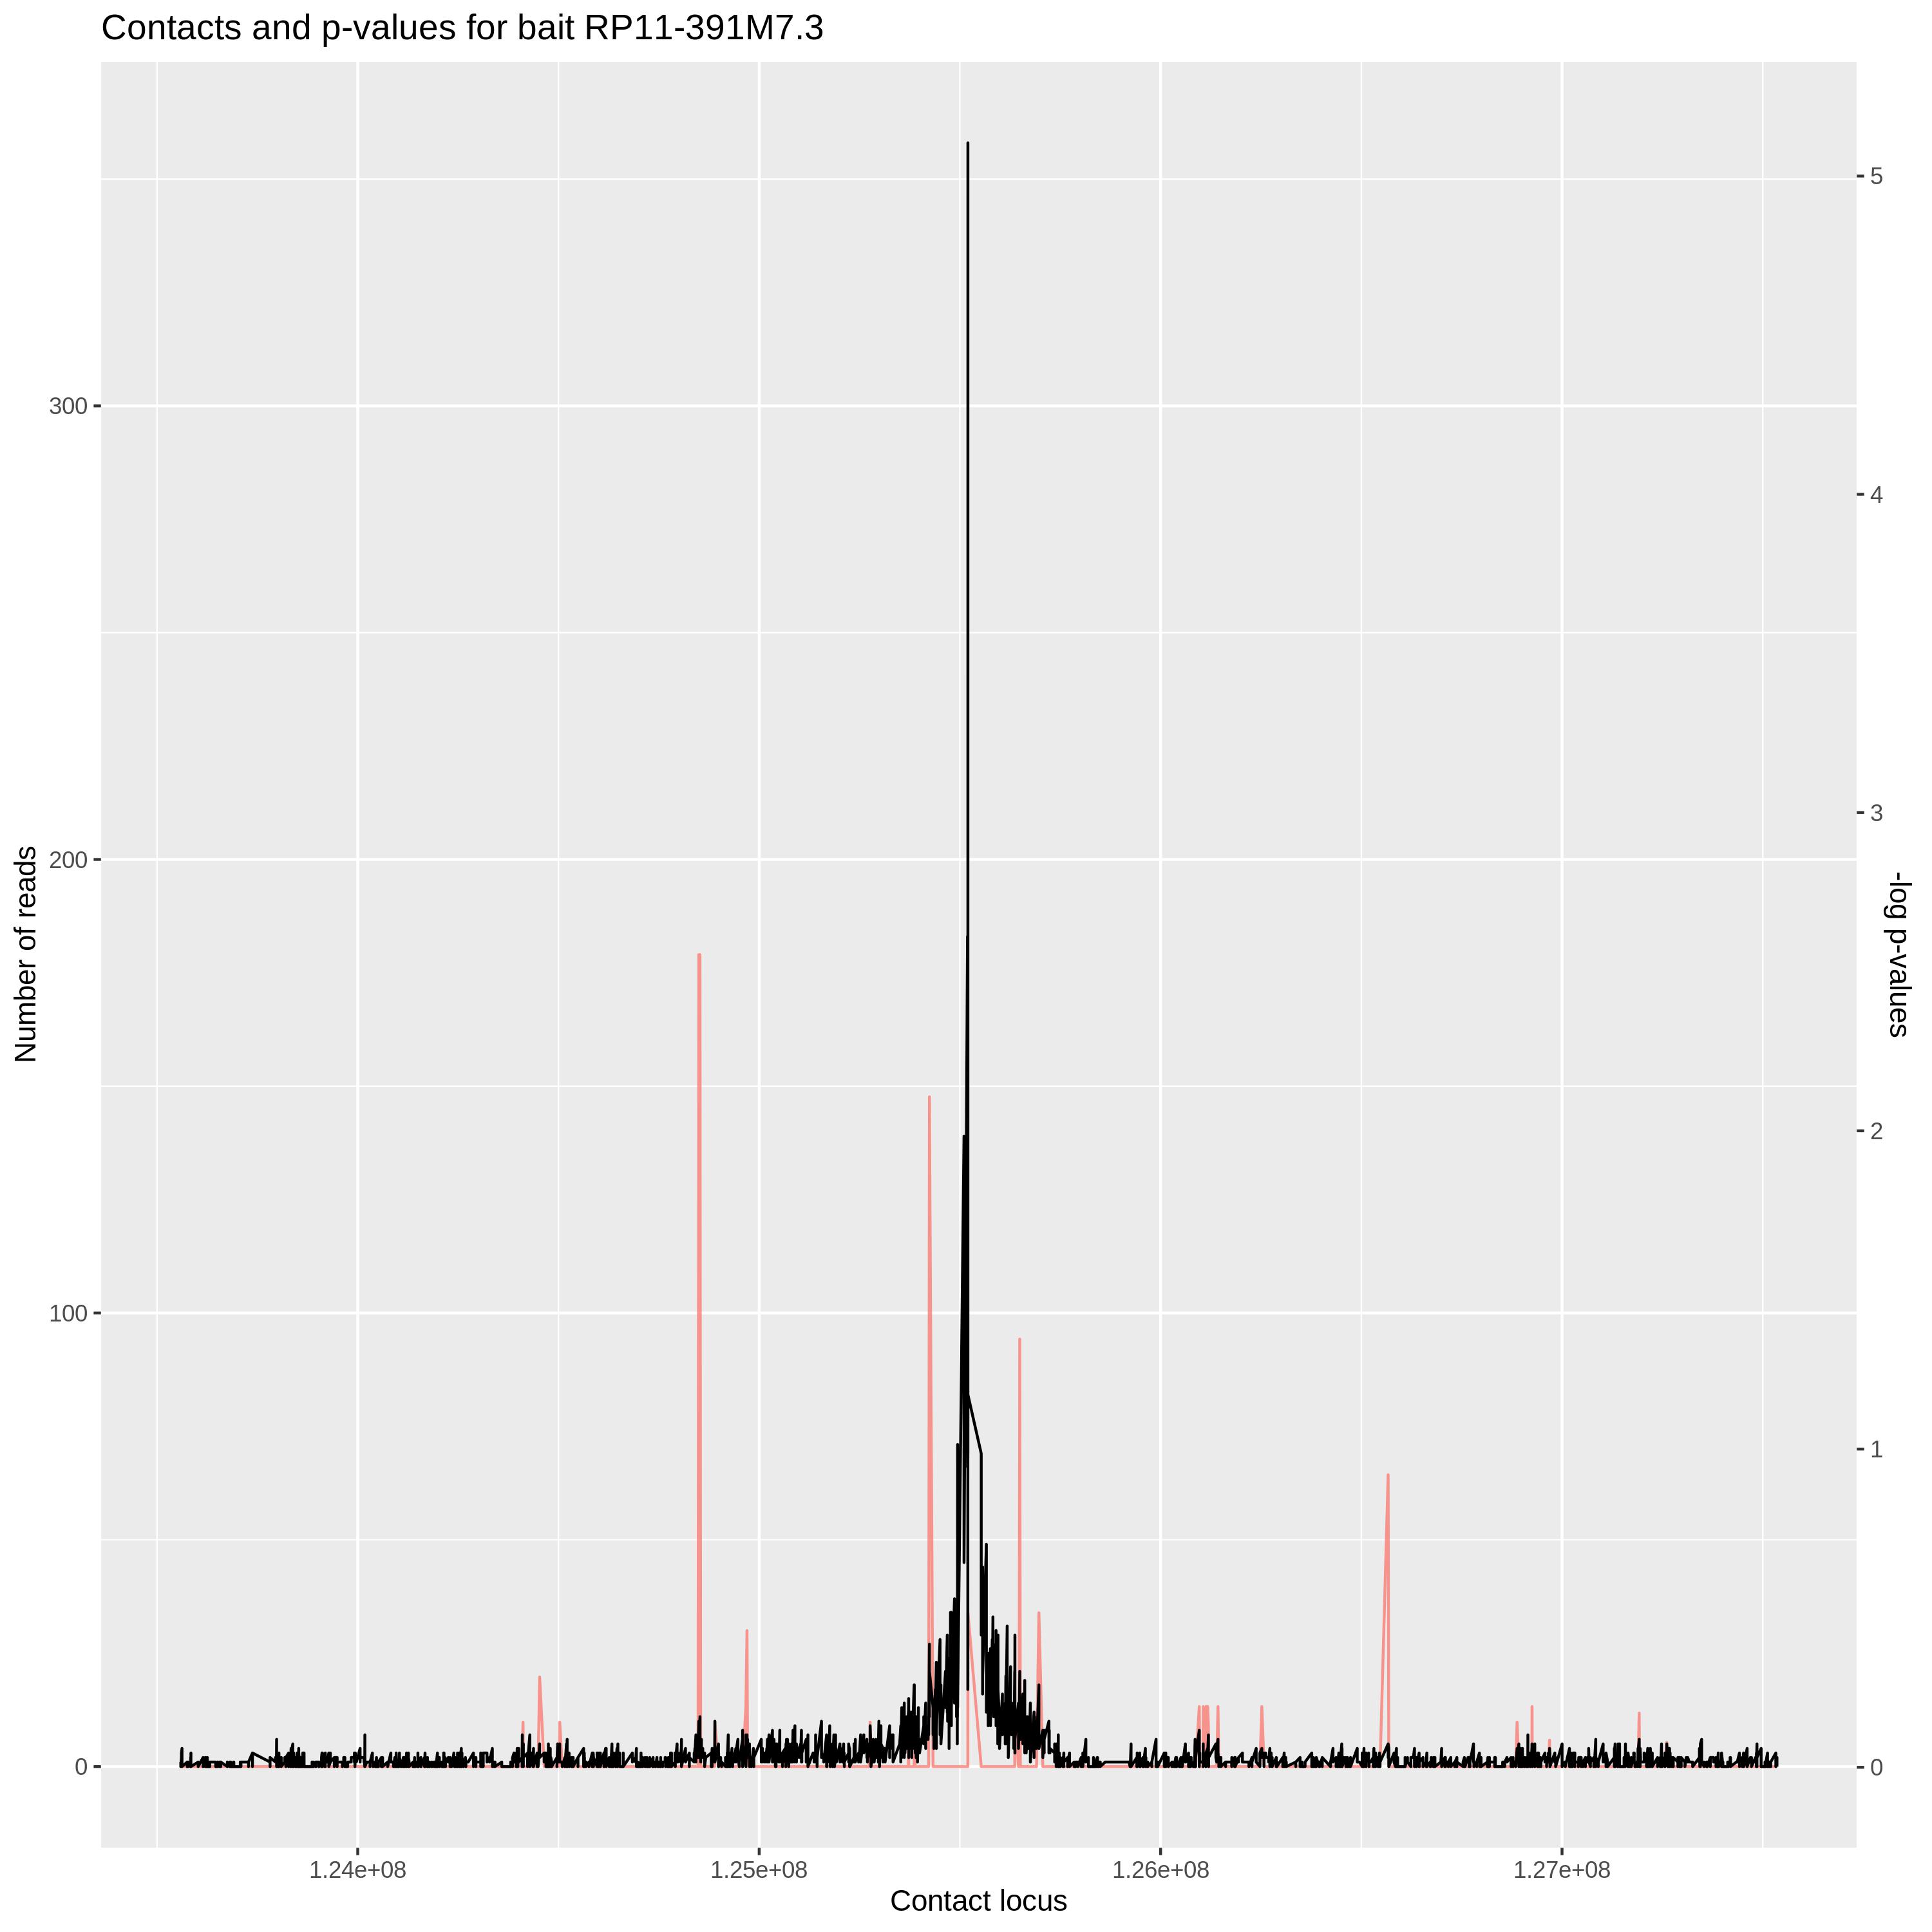 Contacts and p-values for bait RP11-391M7.3
Number of reads
300
200
100
0
5
4
3
2
1
0
-log p-values
1.24e+08
1.25e+08
1.26e+08
1.27e+08
Contact locus